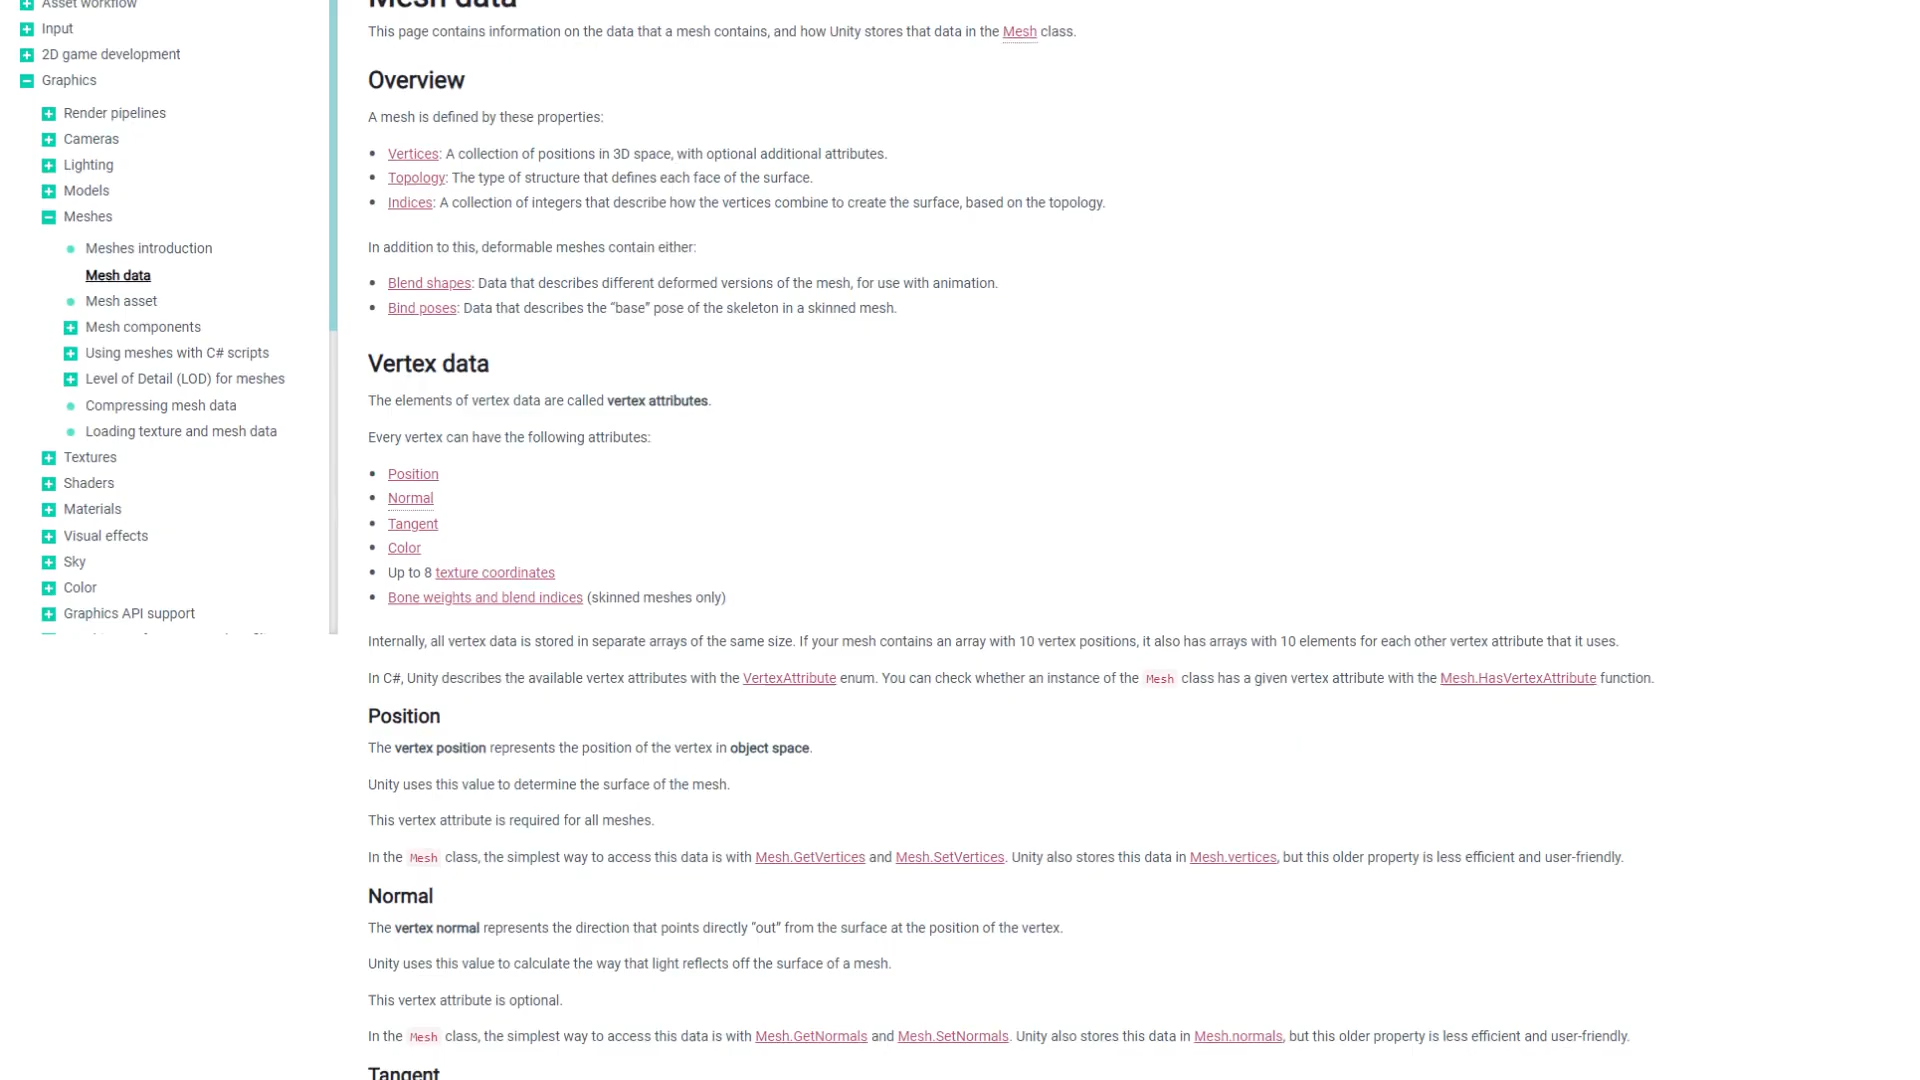 Asset workflow
Input
2D game development
Graphics
Render pipelines
Cameras
Lighting
Models
Meshes
Meshes introduction
Mesh data
Mesh asset
Mesh components
Using meshes with C# scripts
Level of Detail (LOD) for meshes
Compressing mesh data
Loading texture and mesh data
Textures
Shaders
Materials
Visual effects
Sky
Color
Graphics API support
Mesh data
This page contains information on the data that a mesh contains, and how Unity stores that data in the Mesh class.
Overview
A mesh is defined by these properties:
Vertices: A collection of positions in 3D space, with optional additional attributes.
Topology: The type of structure that defines each face of the surface.
Indices: A collection of integers that describe how the vertices combine to create the surface, based on the topology.
In addition to this, deformable meshes contain either:
Blend shapes: Data that describes different deformed versions of the mesh, for use with animation.
Bind poses: Data that describes the “base” pose of the skeleton in a skinned mesh.
Vertex data
The elements of vertex data are called vertex attributes.
Every vertex can have the following attributes:
Position
Normal
Tangent
Color
Up to 8 texture coordinates
Bone weights and blend indices (skinned meshes only)
Internally, all vertex data is stored in separate arrays of the same size. If your mesh contains an array with 10 vertex positions, it also has arrays with 10 elements for each other vertex attribute that it uses.
In C#, Unity describes the available vertex attributes with the VertexAttribute enum. You can check whether an instance of the Mesh class has a given vertex attribute with the Mesh.HasVertexAttribute function.
Position
The vertex position represents the position of the vertex in object space.
Unity uses this value to determine the surface of the mesh.
This vertex attribute is required for all meshes.
In the Mesh class, the simplest way to access this data is with Mesh.GetVertices and Mesh.SetVertices. Unity also stores this data in Mesh.vertices, but this older property is less efficient and user-friendly.
Normal
The vertex normal represents the direction that points directly “out” from the surface at the position of the vertex.
Unity uses this value to calculate the way that light reflects off the surface of a mesh.
This vertex attribute is optional.
In the Mesh class, the simplest way to access this data is with Mesh.GetNormals and Mesh.SetNormals. Unity also stores this data in Mesh.normals, but this older property is less efficient and user-friendly.
Tangent